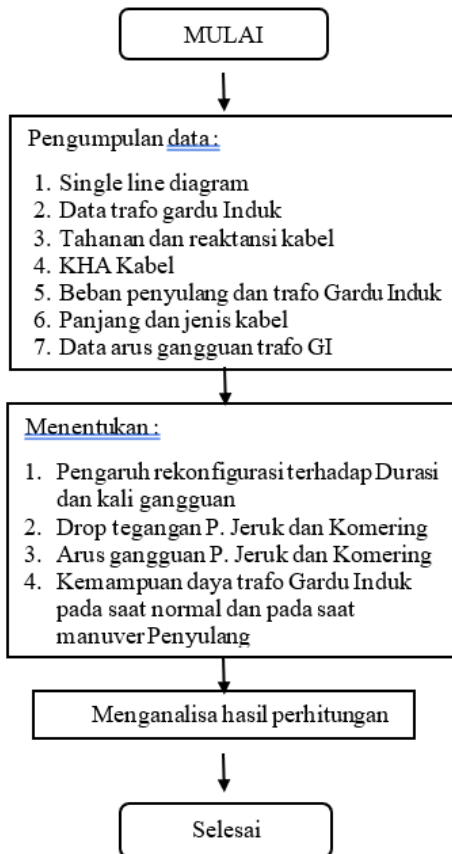 MULAI
Pengumpulan data :
1. Single line diagram
2. Data trafo gardu Induk
3. Tahanan dan reaktansi kabel
4. KHA Kabel
5. Beban penyulang dan trafo Gardu Induk
6. Panjang dan jenis kabel
7. Data arus gangguan trafo GI
Menentukan :
1. Pengaruh rekonfigurasi terhadap Durasi
dan kali gangguan
2. Drop tegangan P. Jeruk dan Komering
3. Arus gangguan P. Jeruk dan Komering
4. Kemampuan daya trafo Gardu Induk
pada saat normal dan pada saat
manuver Penyulang
Menganalisa hasil perhitungan
Selesai